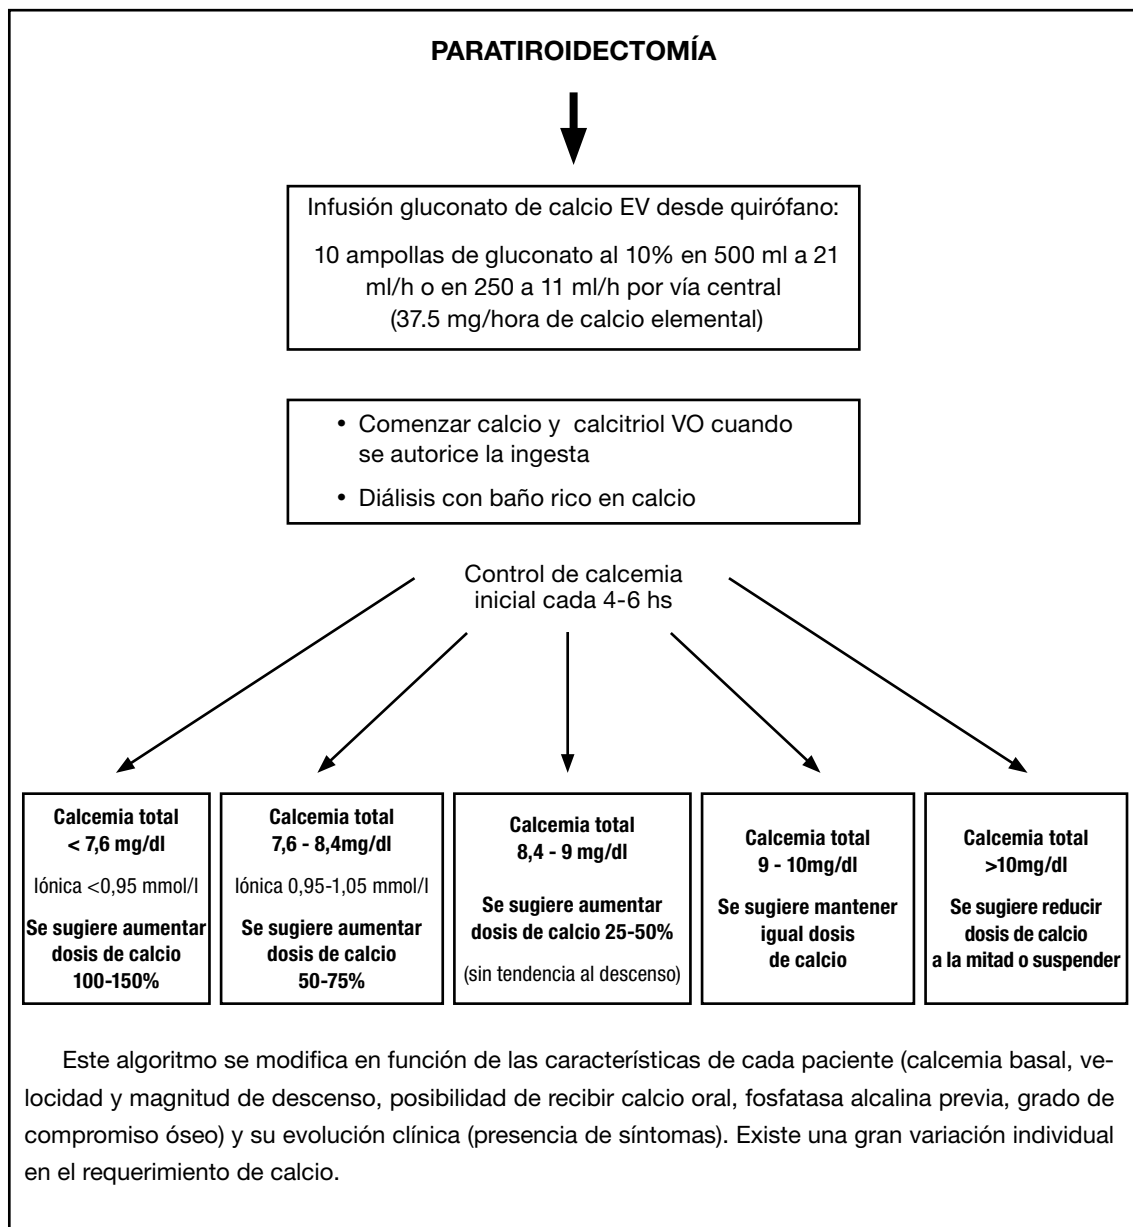 PARATIROIDECTOMÍA
Infusión gluconato de calcio EV desde quirófano:
10 ampollas de gluconato al 10% en 500 ml a 21
ml/h o en 250 a 11 ml/h por vía central
(37.5 mg/hora de calcio elemental)
• Comenzar calcio y calcitriol VO cuando
se autorice la ingesta
• Diálisis con baño rico en calcio
Control de calcemia
inicial cada 4-6 hs
Calcemia total
< 7,6 mg/dl
Iónica <0,95 mmol/l
Se sugiere aumentar
dosis de calcio
100-150%
Calcemia total
7,6 - 8,4mg/dl
Iónica 0,95-1,05 mmol/l
Se sugiere aumentar
dosis de calcio
50-75%
Calcemia total
8,4 - 9 mg/dl
Se sugiere aumentar
dosis de calcio 25-50%
(sin tendencia al descenso)
Calcemia total
9 - 10mg/dl
Se sugiere mantener
igual dosis
de calcio
Calcemia total
>10mg/dl
Se sugiere reducir
dosis de calcio
a la mitad o suspender
Este algoritmo se modifica en función de las características de cada paciente (calcemia basal, ve-
locidad y magnitud de descenso, posibilidad de recibir calcio oral, fosfatasa alcalina previa, grado de
compromiso óseo) y su evolución clínica (presencia de síntomas). Existe una gran variación individual
en el requerimiento de calcio.